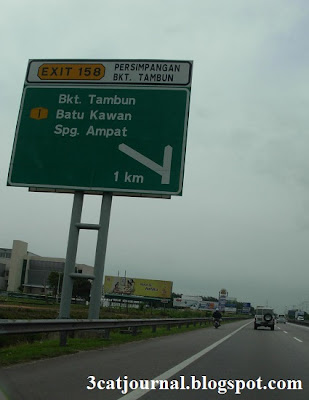 EXIT 158
PERSIMPANGAN
BKT. TAMBUN
Bkt. Tambun
1
Batu Kawan
Spg. Ampat
1 km
3catjournal.blogspot.com